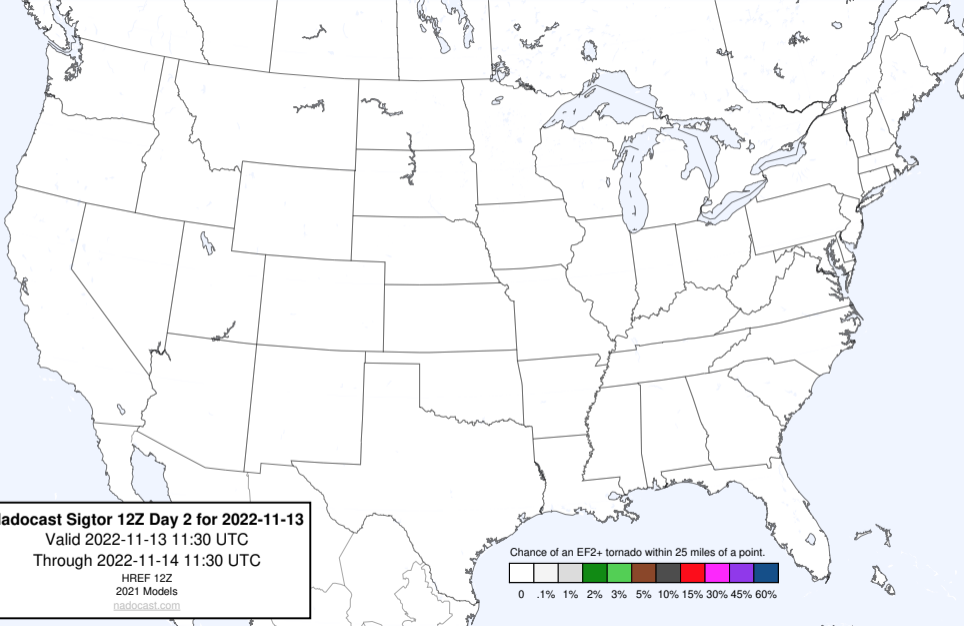 adocast Sigtor 12Z Day 2 for 2022-11-13
Valid 2022-11-13 11:30 UTC
Through 2022-11-14 11:30 UTC
HREF 12Z
2021 Models
nadocast.com
Chance of an EF2+ tornado within 25 miles of a point.
0 .1% 1% 2% 3% 5% 10% 15% 30% 45% 60%